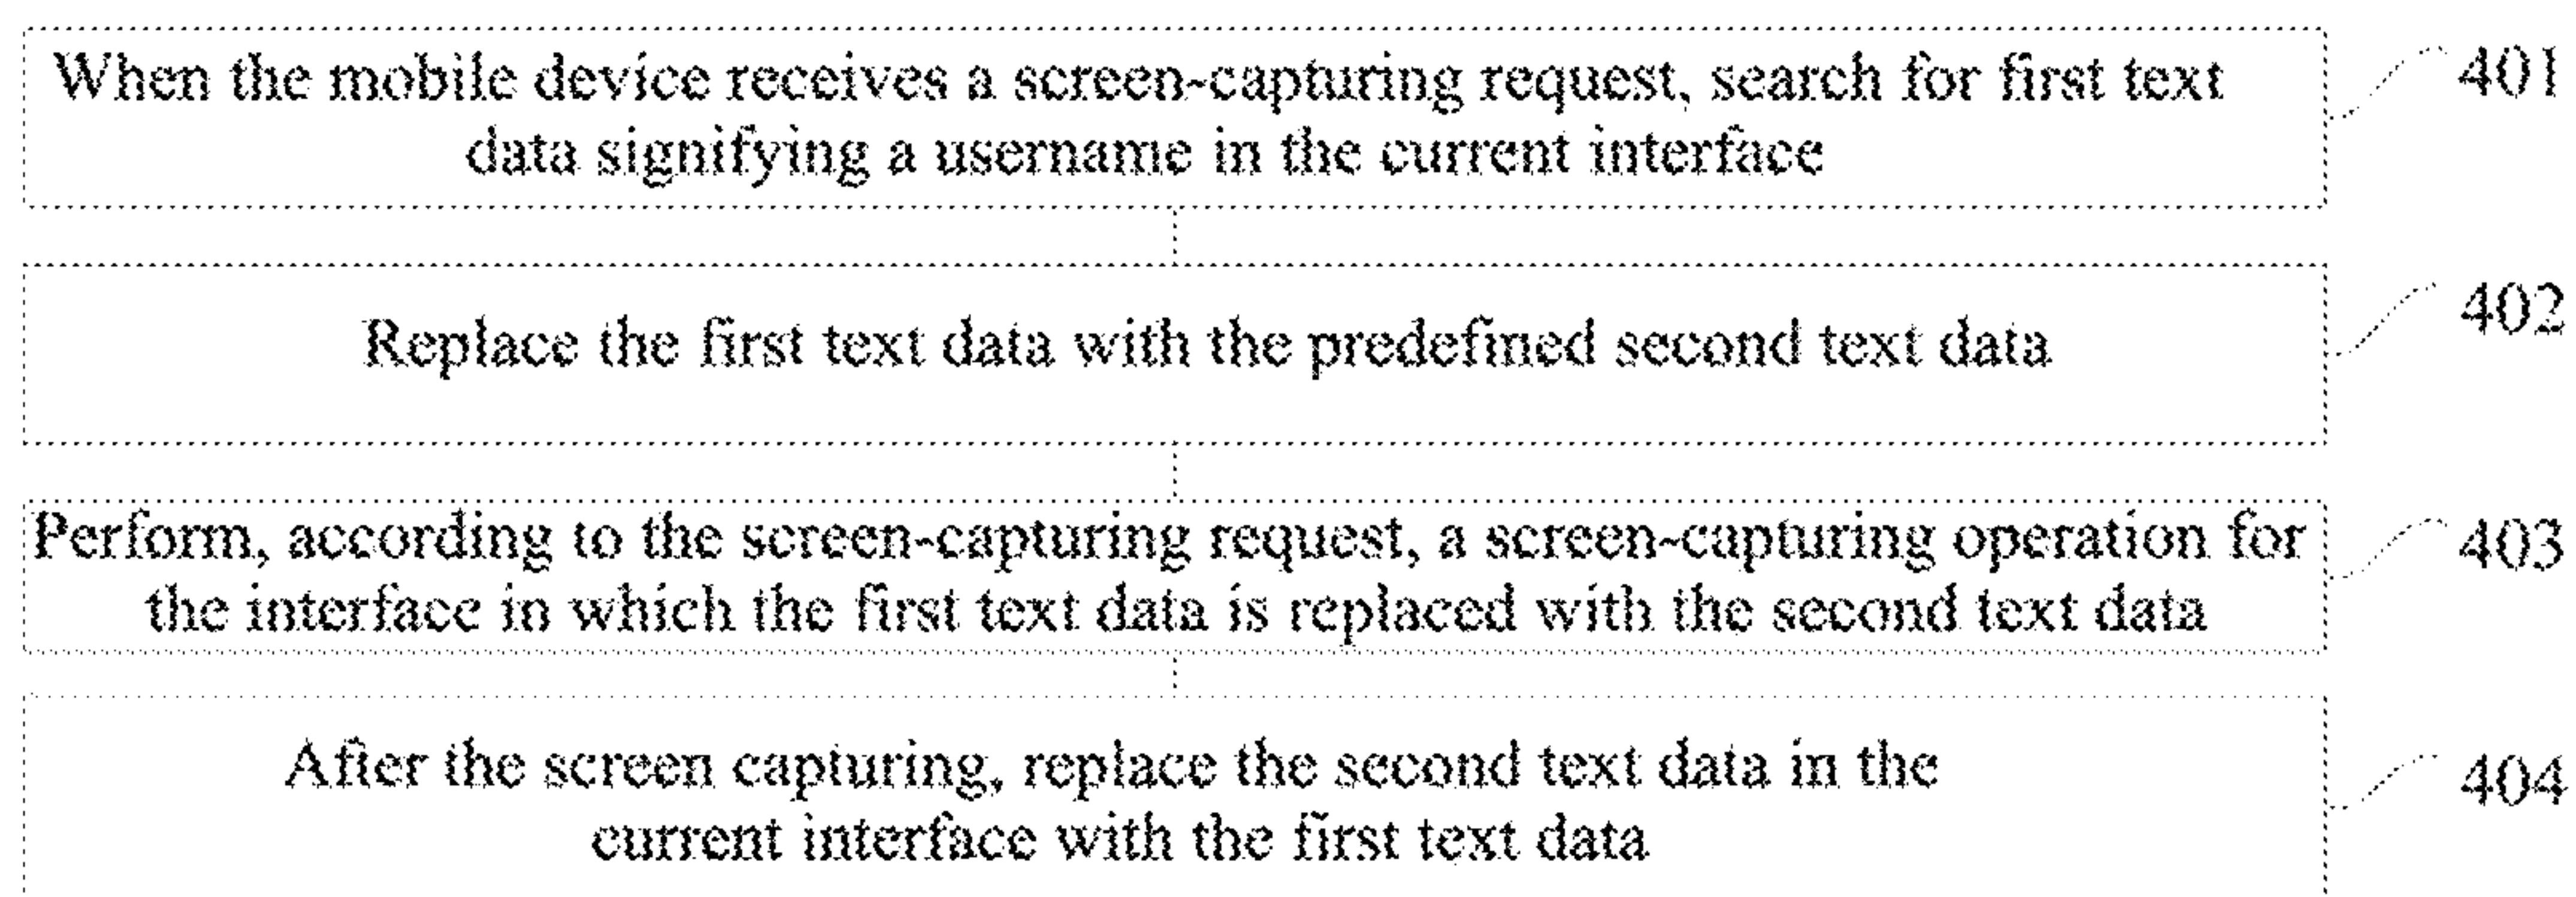 When the mobile device receives a screen-capturing request, search for first text
401
data signifying a username in the current interface
Replace the first text data with the predefined second text data
402
Perform, according to the screen-capturing request, a screen-capturing operation for
403
the interface in which the first text data is replaced with the second text data
After the screen capturing, replace the second text data in the
404
current interface with the first text data